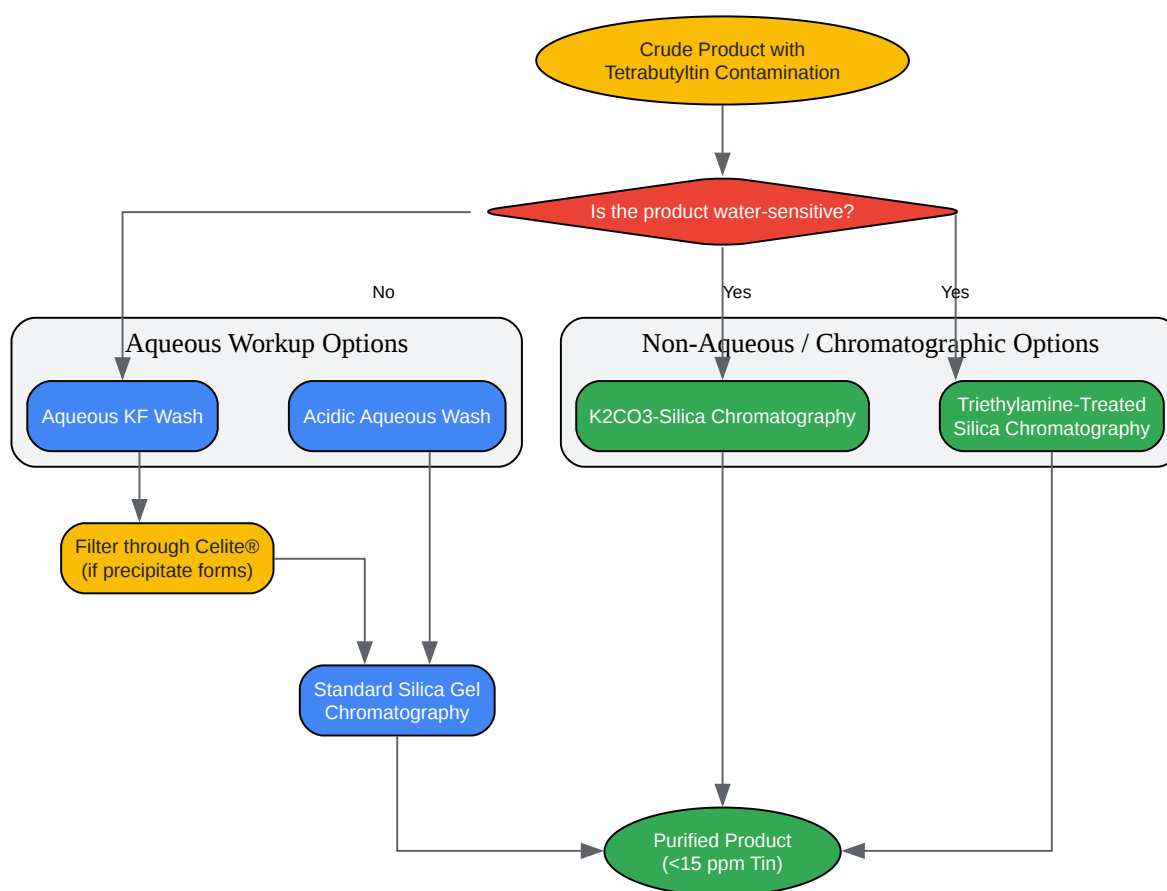 Crude Product with
Tetrabutyltin Contamination
Is the product water-sensitive?
No
Yes
Yes
Aqueous Workup Options
Non-Aqueous / Chromatographic Options
Aqueous KF Wash
Acidic Aqueous Wash
K2CO3-Silica Chromatography
Triethylamine-Treated
Silica Chromatography
Filter through Celite®
(if precipitate forms)
Standard Silica Gel
Chromatography
Purified Product
(<15 ppm Tin)